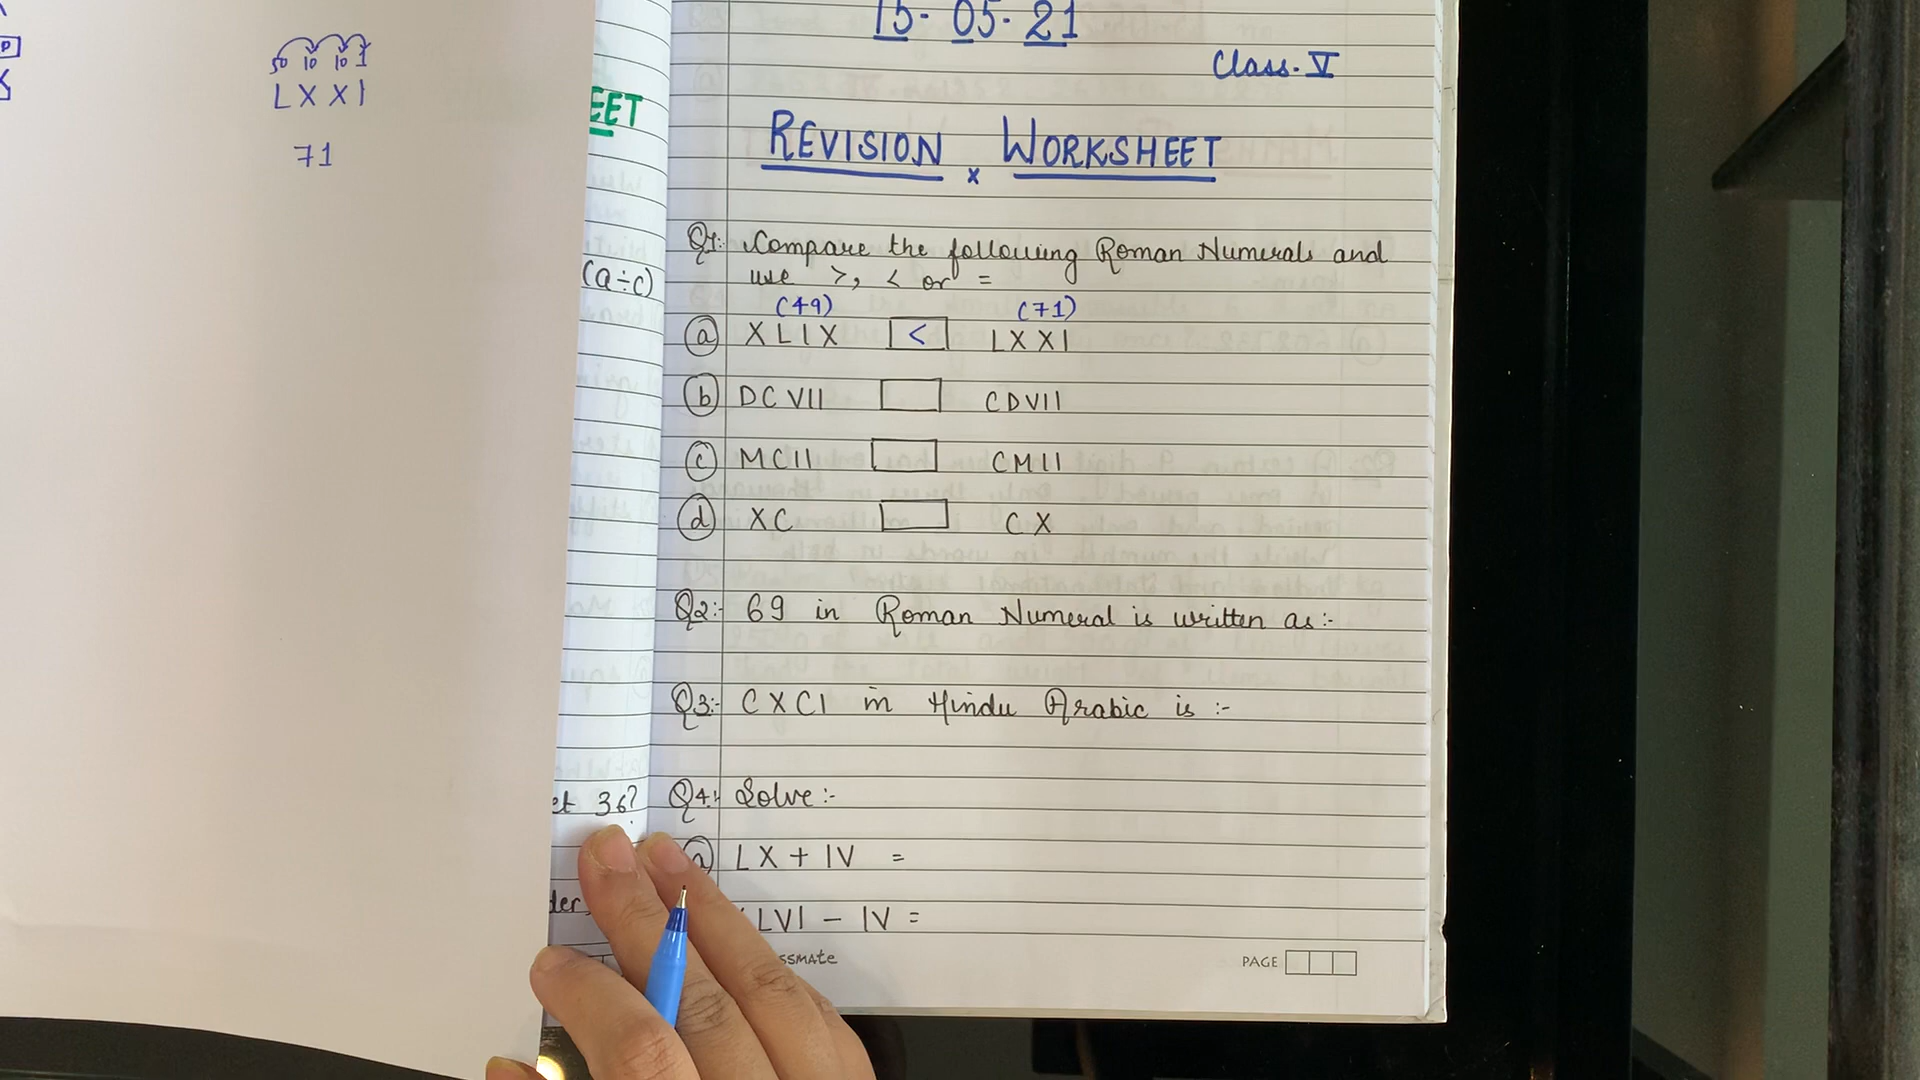 50 10 10 1
LXXI
71
EET
(a÷c)
et 36?
der,
15-05-21
Class. V
REVISION WORKSHEET
Q1:- Compare the following Roman Numerals and
use >, < or =
(49) (71)
(a) XLIX < LXXI
(b) DCVII CDVII
(c) MCII CMII
(d) XC CX
Q2:- 69 in Roman Numeral is written as:-
Q3:- CXCI in Hindu Arabic is :-
Q4:- Solve :-
(a) LX + IV =
LVI - IV =
ssmate
PAGE